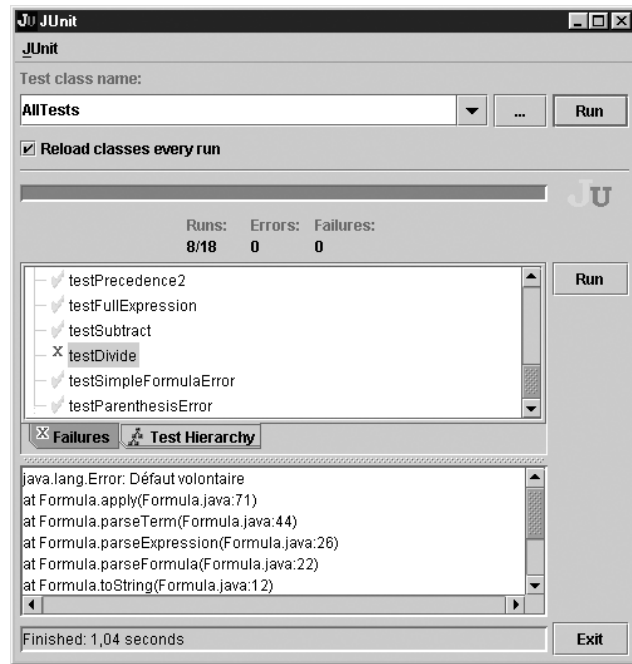 JU JUnit
JUnit
Test class name:
AllTests
... Run
Reload classes every run
JU
Runs: Errors: Failures:
8/18 0 0
Run
testPrecedence2
testFullExpression
testSubtract
X testDivide
testSimpleFormulaError
testParenthesisError
X Failures Test Hierarchy
java.lang.Error: Défaut volontaire
at Formula.apply(Formula.java:71)
at Formula.parseTerm(Formula.java:44)
at Formula.parseExpression(Formula.java:26)
at Formula.parseFormula(Formula.java:22)
at Formula.toString(Formula.java:12)
Finished: 1,04 seconds Exit